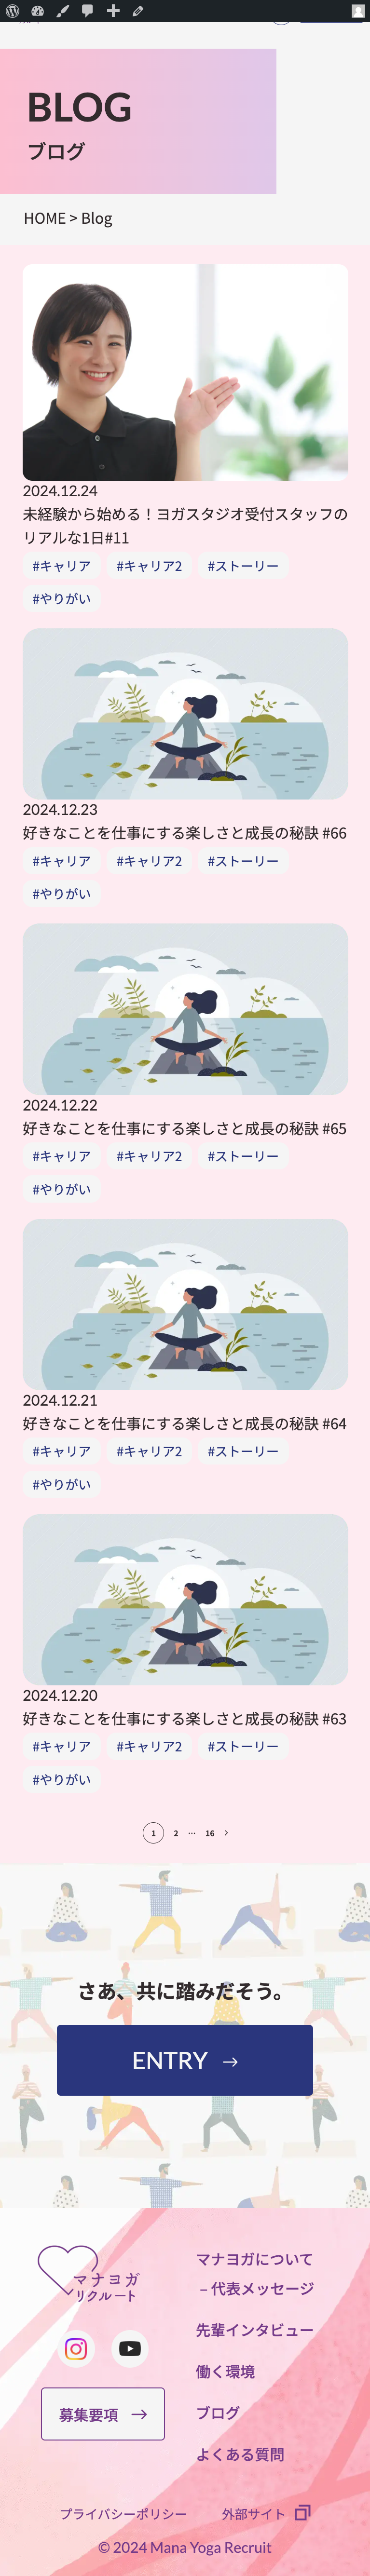 BLOG
ブログ
HOME > Blog
2024.12.24
未経験から始める！ヨガスタジオ受付スタッフの
リアルな1日#11
#キャリア #キャリア2 #ストーリー
#やりがい
2024.12.23
好きなことを仕事にする楽しさと成長の秘訣 #66
#キャリア #キャリア2 #ストーリー
#やりがい
2024.12.22
好きなことを仕事にする楽しさと成長の秘訣 #65
#キャリア #キャリア2 #ストーリー
#やりがい
2024.12.21
好きなことを仕事にする楽しさと成長の秘訣 #64
#キャリア #キャリア2 #ストーリー
#やりがい
2024.12.20
好きなことを仕事にする楽しさと成長の秘訣 #63
#キャリア #キャリア2 #ストーリー
#やりがい
1 2 … 16 >
さあ、共に踏みだそう。
ENTRY →
マナヨガ
リクルート
募集要項 →
マナヨガについて
– 代表メッセージ
先輩インタビュー
働く環境
ブログ
よくある質問
プライバシーポリシー 外部サイト
© 2024 Mana Yoga Recruit